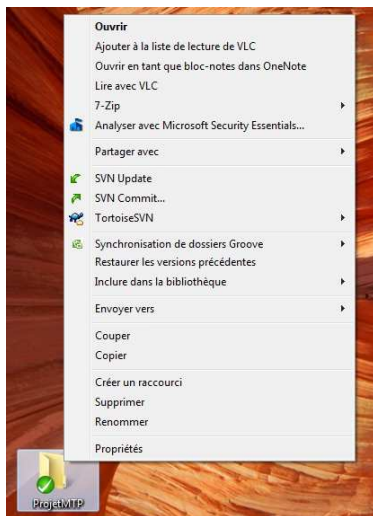 Ouvrir
Ajouter à la liste de lecture de VLC
Ouvrir en tant que bloc-notes dans OneNote
Lire avec VLC
7-Zip
Analyser avec Microsoft Security Essentials...
Partager avec
SVN Update
SVN Commit...
TortoiseSVN
Synchronisation de dossiers Groove
Restaurer les versions précédentes
Inclure dans la bibliothèque
Envoyer vers
Couper
Copier
Créer un raccourci
Supprimer
Renommer
Propriétés
ProjetMTP